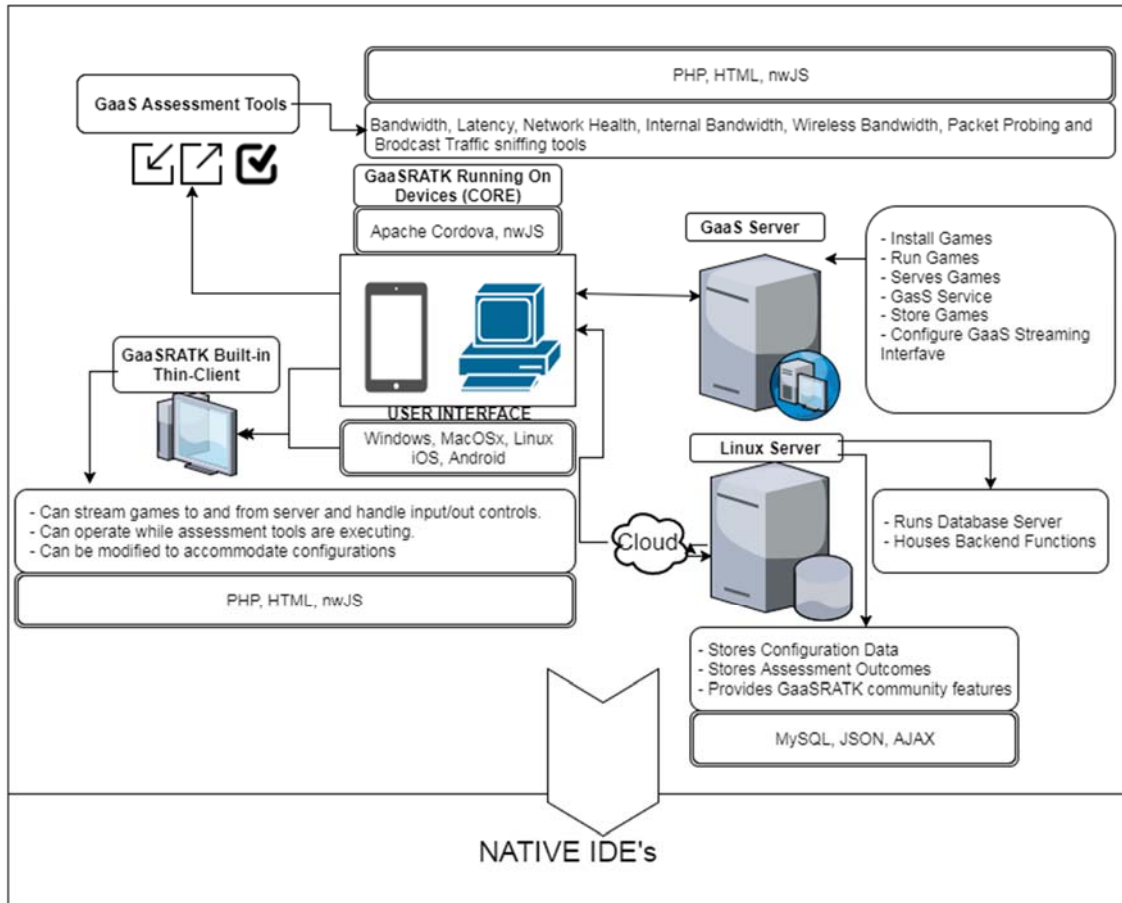 PHP, HTML, nwJS
GaaS Assessment Tools
Bandwidth, Latency, Network Health, Internal Bandwidth, Wireless Bandwidth, Packet Probing and
Brodcast Traffic sniffing tools
GaaSRATK Running On
Devices (CORE)
Apache Cordova, nwJS
GaaS Server
- Install Games
- Run Games
- Serves Games
- GasS Service
- Store Games
- Configure GaaS Streaming
Interfave
GaaSRATK Built-in
Thin-Client
USER INTERFACE
Windows, MacOSx, Linux
iOS, Android
Linux Server
- Can stream games to and from server and handle input/out controls.
- Can operate while assessment tools are executing.
- Can be modified to accommodate configurations
PHP, HTML, nwJS
Cloud
- Runs Database Server
- Houses Backend Functions
- Stores Configuration Data
- Stores Assessment Outcomes
- Provides GaaSRATK community features
MySQL, JSON, AJAX
NATIVE IDE's